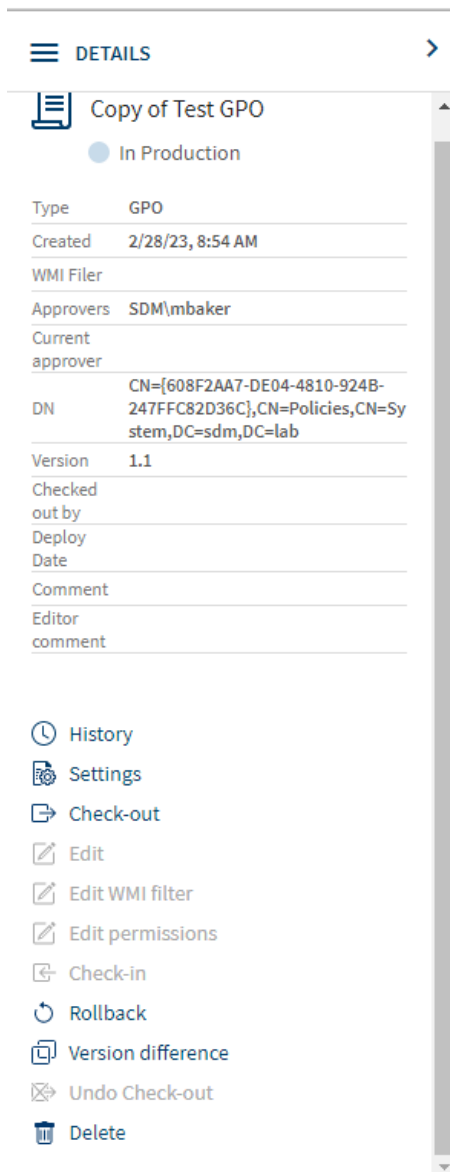 DETAILS
Copy of Test GPO
In Production
Type GPO
Created 2/28/23, 8:54 AM
WMI Filer
Approvers SDM\mbaker
Current
approver
DN CN={608F2AA7-DE04-4810-924B-
247FFC82D36C},CN=Policies,CN=Sy
stem,DC=sdm,DC=lab
Version 1.1
Checked
out by
Deploy
Date
Comment
Editor
comment
History
Settings
Check-out
Edit
Edit WMI filter
Edit permissions
Check-in
Rollback
Version difference
Undo Check-out
Delete